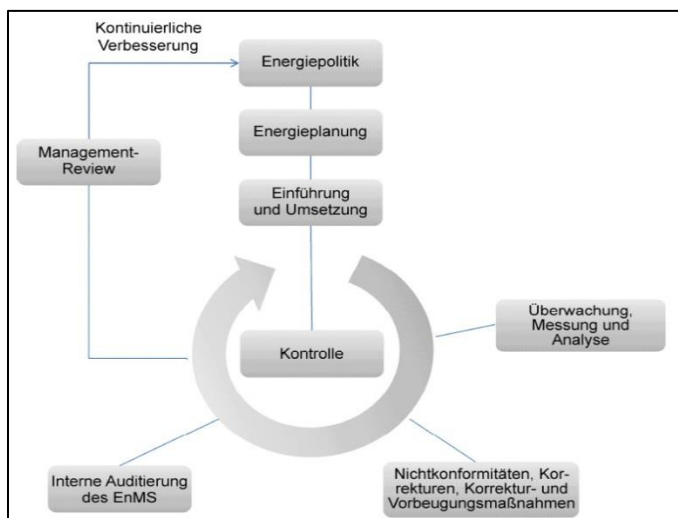 Kontinuierliche
Verbesserung
Energiepolitik
Energieplanung
Management-
Review
Einführung
und Umsetzung
Überwachung,
Messung und
Analyse
Kontrolle
Interne Auditierung
des EnMS
Nichtkonformitäten, Kor-
rekturen, Korrektur- und
Vorbeugungsmaßnahmen